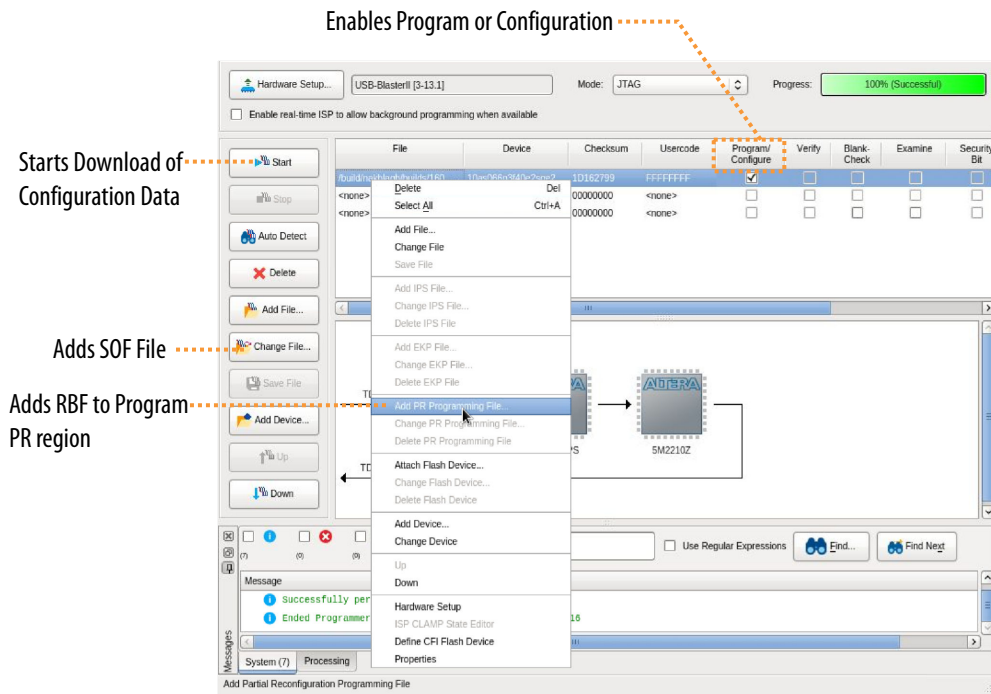 Enables Program or Configuration
Hardware Setup...
USB-BlasterII [3-13.1]
Mode:
JTAG
Progress:
100% (Successful)
Enable real-time ISP to allow background programming when available
Starts Download of
Configuration Data
Adds SOF File
Adds RBF to Program
PR region
Start
Stop
Auto Detect
Delete
Add File...
Change File...
Save File
Add Device...
Up
Down
File Device Checksum Usercode Program/ Configure Verify Blank- Check Examine Security Bit
1D162799 FFFFFFFF
<none> 00000000 <none>
<none> 00000000 <none>
Delete Del
Select All Ctrl+A
Add File...
Change File
Save File
Add IPS File...
Change IPS File...
Delete IPS File
Add EKP File...
Change EKP File...
Delete EKP File
Add PR Programming File...
Change PR Programming File...
Delete PR Programming File
Attach Flash Device...
Change Flash Device...
Delete Flash Device
Add Device...
Change Device
Up
Down
Hardware Setup
ISP CLAMP State Editor
Define CFI Flash Device
Properties
ALTERA
5M2210Z
(7) (0) (9)
Use Regular Expressions
Find...
Find Next
Message
Successfully per
Ended Programmer 16
Messages
System (7)
Processing
Add Partial Reconfiguration Programming File